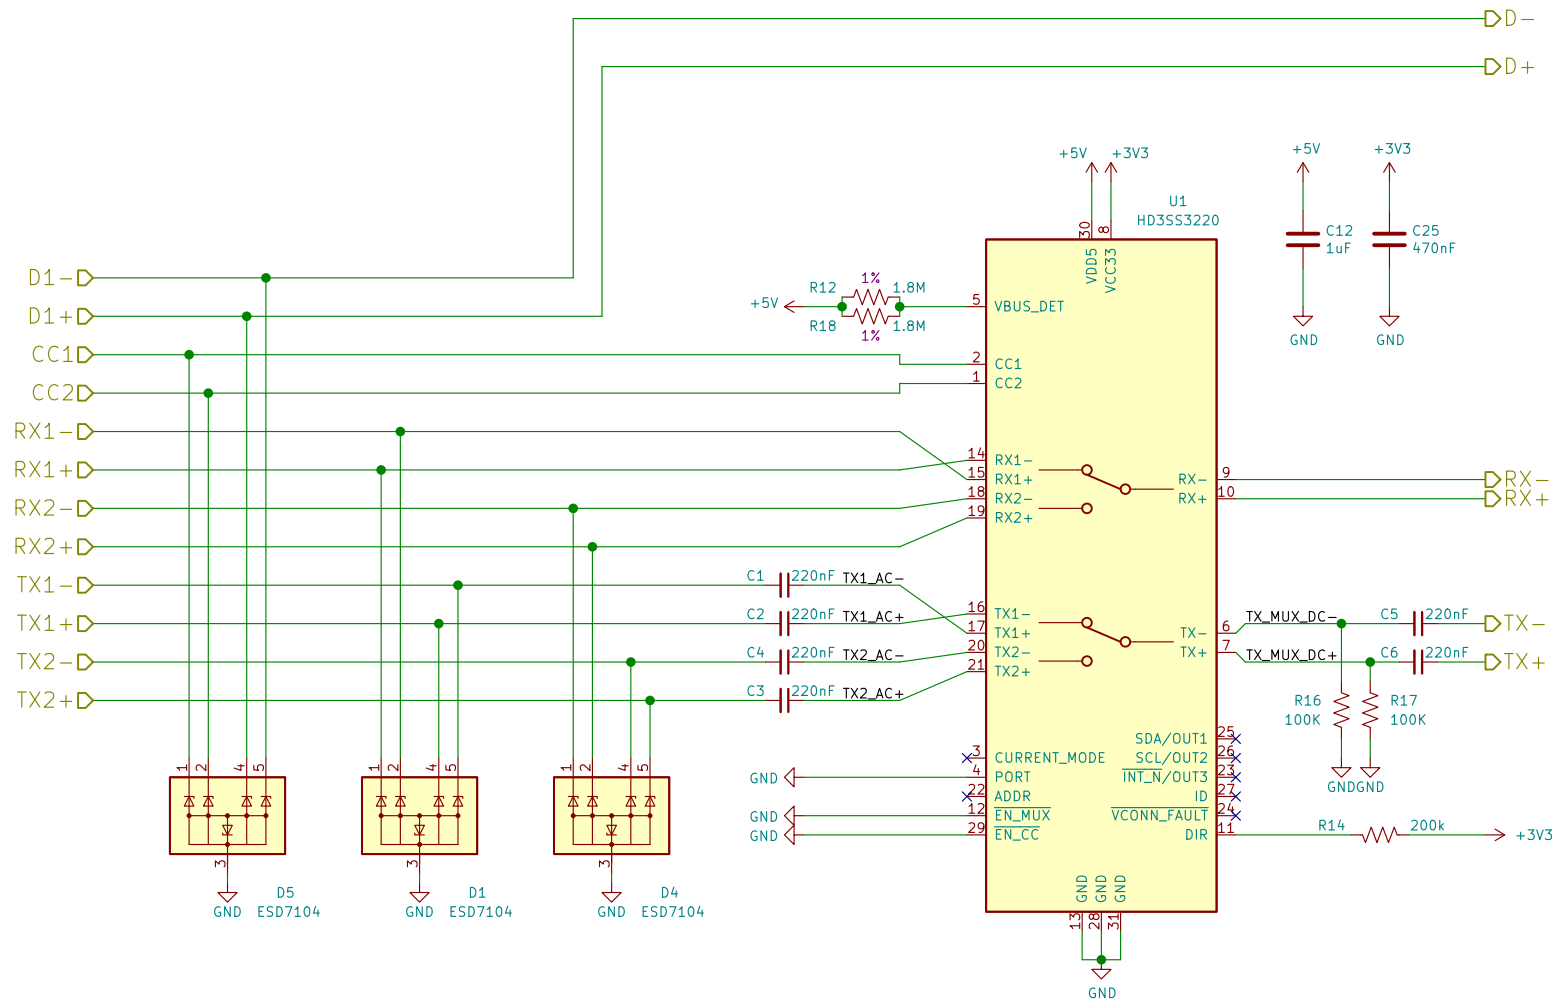 D-
D+
+5V
+3V3
+5V
+3V3
U1
HD3SS3220
30
8
VDD5
VCC33
C12
1uF
C25
470nF
GND
GND
D1-
D1+
CC1
CC2
RX1-
RX1+
RX2-
RX2+
TX1-
TX1+
TX2-
TX2+
1%
R12
1.8M
+5V
R18
1.8M
1%
5
VBUS_DET
2
CC1
1
CC2
14
RX1-
15
RX1+
18
RX2-
19
RX2+
RX-
9
RX-
RX+
10
RX+
C1
220nF
TX1_AC-
C2
220nF
TX1_AC+
C4
220nF
TX2_AC-
C3
220nF
TX2_AC+
16
TX1-
17
TX1+
20
TX2-
21
TX2+
TX-
6
TX_MUX_DC-
C5
220nF
TX-
TX+
7
TX_MUX_DC+
C6
220nF
TX+
R16
100K
R17
100K
GND
GND
3
CURRENT_MODE
GND
4
PORT
22
ADDR
GND
12
EN_MUX
GND
29
EN_CC
SDA/OUT1
25
SCL/OUT2
26
INT_N/OUT3
23
ID
27
VCONN_FAULT
24
DIR
11
R14
200k
+3V3
GND
GND
GND
13
28
31
GND
1
2
4
5
3
GND
D5
ESD7104
1
2
4
5
3
GND
D1
ESD7104
1
2
4
5
3
GND
D4
ESD7104